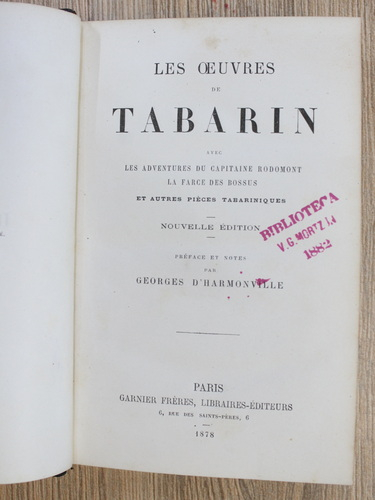 LES ŒUVRES
DE
TABARIN
AVEC
LES ADVENTURES DU CAPITAINE RODOMONT
LA FARCE DES BOSSUS
ET AUTRES PIÈCES TABARINIQUES
NOUVELLE ÉDITION
PRÉFACE ET NOTES
PAR
GEORGES D'HARMONVILLE
BIBLIOTECA
V. G. MORTZUN
1882
PARIS
GARNIER FRÈRES, LIBRAIRES-ÉDITEURS
6, RUE DES SAINTS-PÈRES, 6
1878